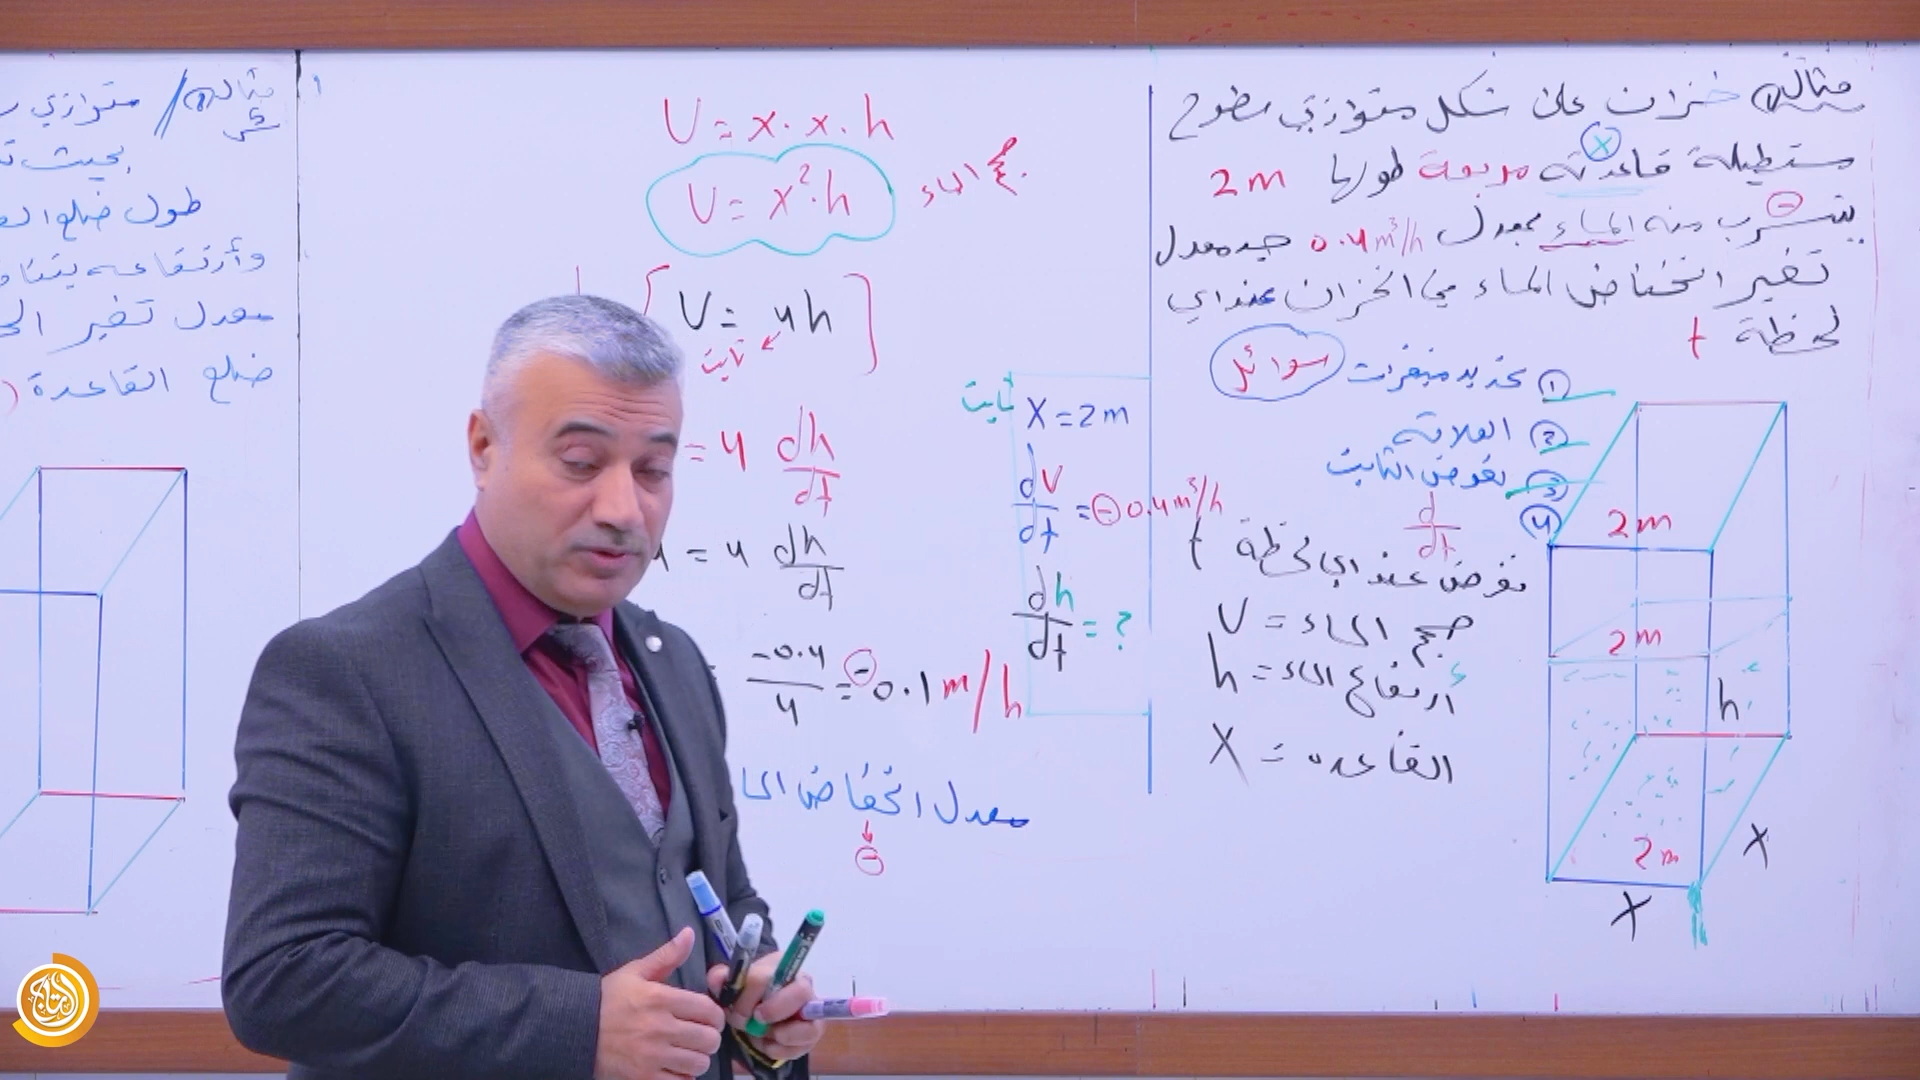 مثال خزان على شكل متوازي سطوح
مستطيلة قاعدته مربعة طولها 2m
يتسرب منه الماء بمعدل 0.4m³/h جد معدل
تغير انخفاض الماء في الخزان عند اي
لحظة t
① تحديد متغيرات سوائل
② العلاقة
③ نعوض الثابت
④ d/dt
نفرض عند اي لحظة t
V = حجم الماء
h = ارتفاع الماء
X = القاعدة
2m
2m
h
2m
X
X
ثابت X = 2m
dV/dt = -0.4m³/h
dh/dt = ?
V = x.x.h
V = x².h حجم الماء
V = 4h
ثابت
= 4 dh/dt
= 4 dh/dt
-0.4/4 = -0.1 m/h
معدل انخفاض الما
-
مثال / متوازي
بحيث
طول ضلع
وارتفاعه
معدل تغير
ضلع القاعدة